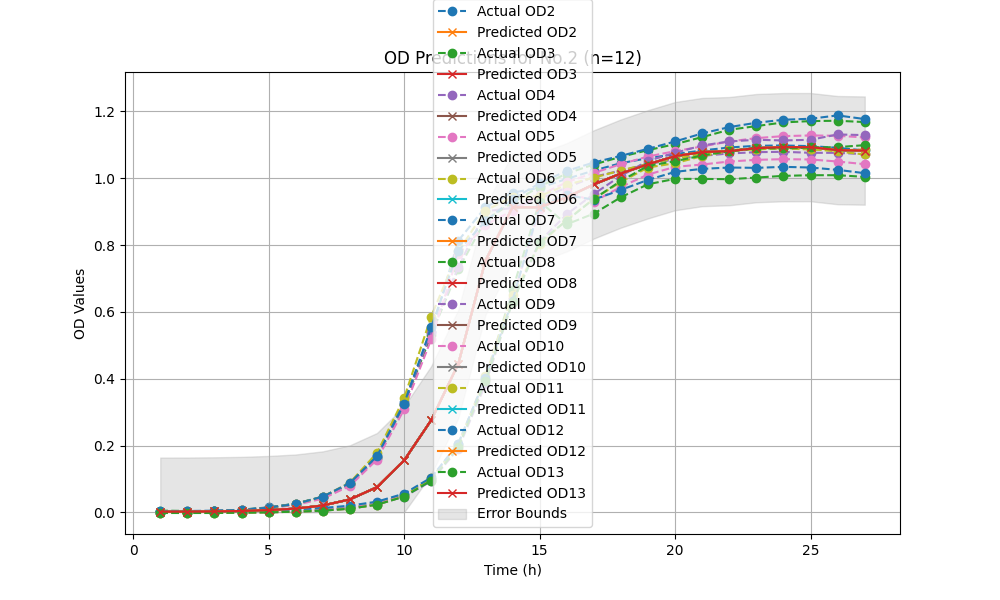 OD Predictions for No.2 (n=12)
Actual OD2
Predicted OD2
Actual OD3
Predicted OD3
Actual OD4
Predicted OD4
Actual OD5
Predicted OD5
Actual OD6
Predicted OD6
Actual OD7
Predicted OD7
Actual OD8
Predicted OD8
Actual OD9
Predicted OD9
Actual OD10
Predicted OD10
Actual OD11
Predicted OD11
Actual OD12
Predicted OD12
Actual OD13
Predicted OD13
Error Bounds
OD Values
1.2
1.0
0.8
0.6
0.4
0.2
0.0
0
5
10
15
20
25
Time (h)